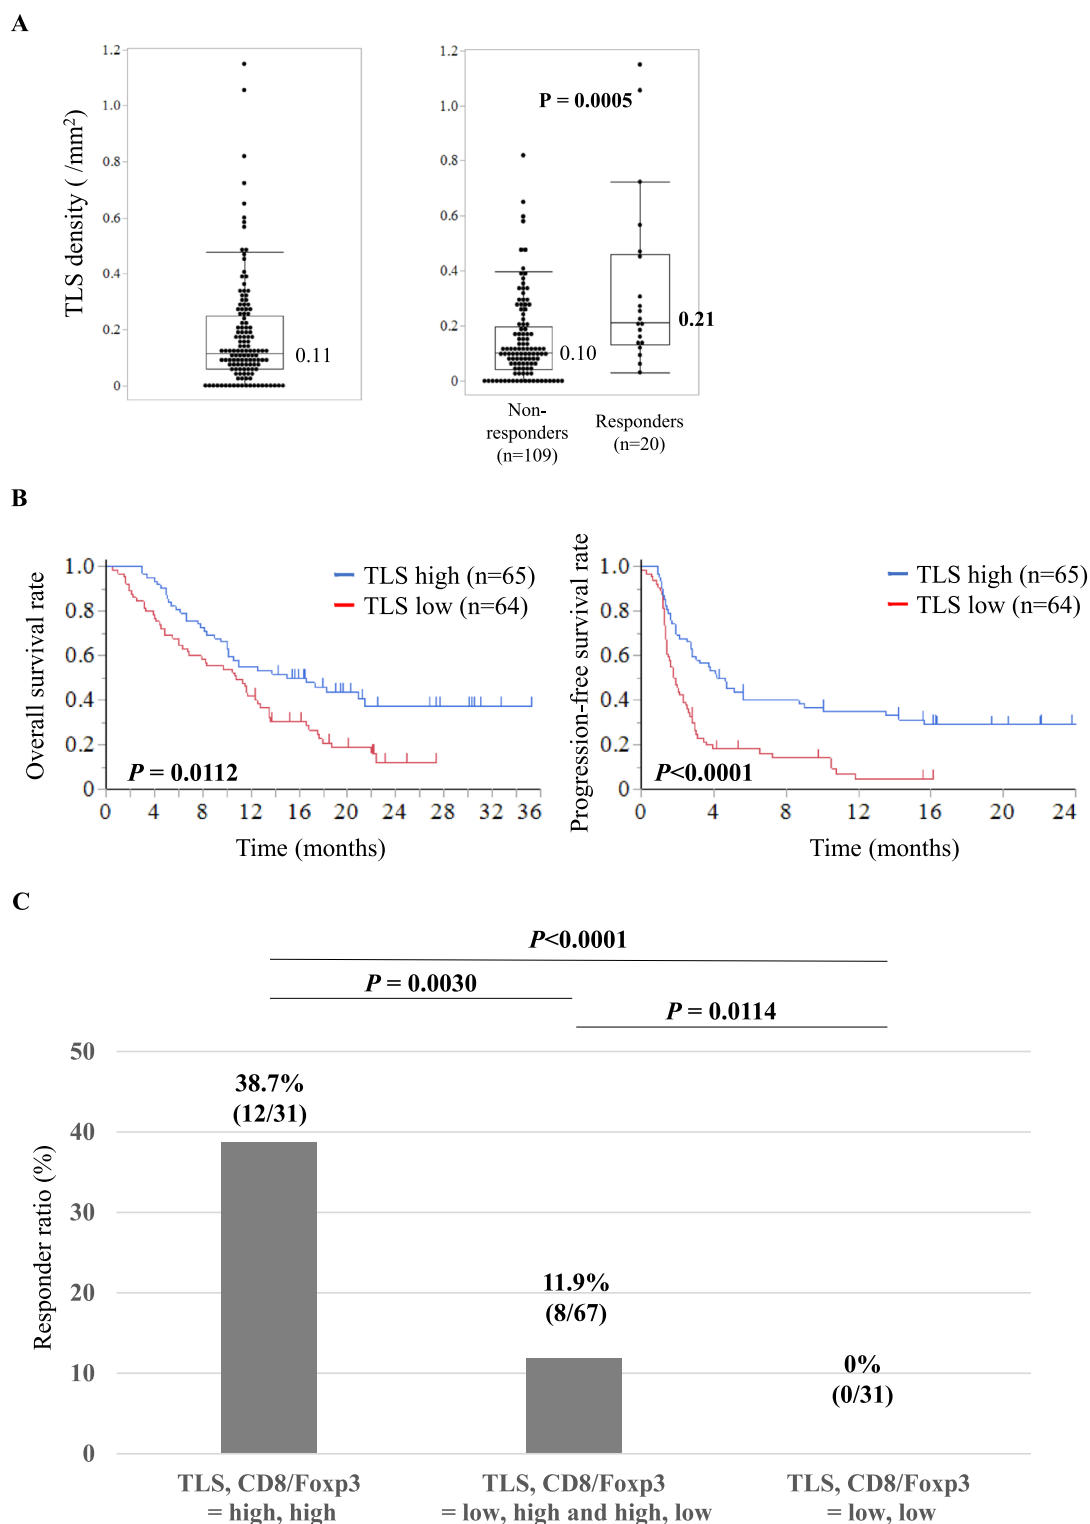 A
TLS density ( /mm²)
1.2
1.0
0.8
0.6
0.4
0.2
0
0.11
1.2
1.0
0.8
0.6
0.4
0.2
0
P = 0.0005
0.10
0.21
Non-
responders
(n=109)
Responders
(n=20)
B
Overall survival rate
1.0
0.8
0.6
0.4
0.2
0
TLS high (n=65)
TLS low (n=64)
P = 0.0112
0 4 8 12 16 20 24 28 32 36
Time (months)
Progression-free survival rate
1.0
0.8
0.6
0.4
0.2
0
TLS high (n=65)
TLS low (n=64)
P<0.0001
0 4 8 12 16 20 24
Time (months)
C
P<0.0001
P = 0.0030
P = 0.0114
Responder ratio (%)
50
40
30
20
10
0
38.7%
(12/31)
11.9%
(8/67)
0%
(0/31)
TLS, CD8/Foxp3
= high, high
TLS, CD8/Foxp3
= low, high and high, low
TLS, CD8/Foxp3
= low, low